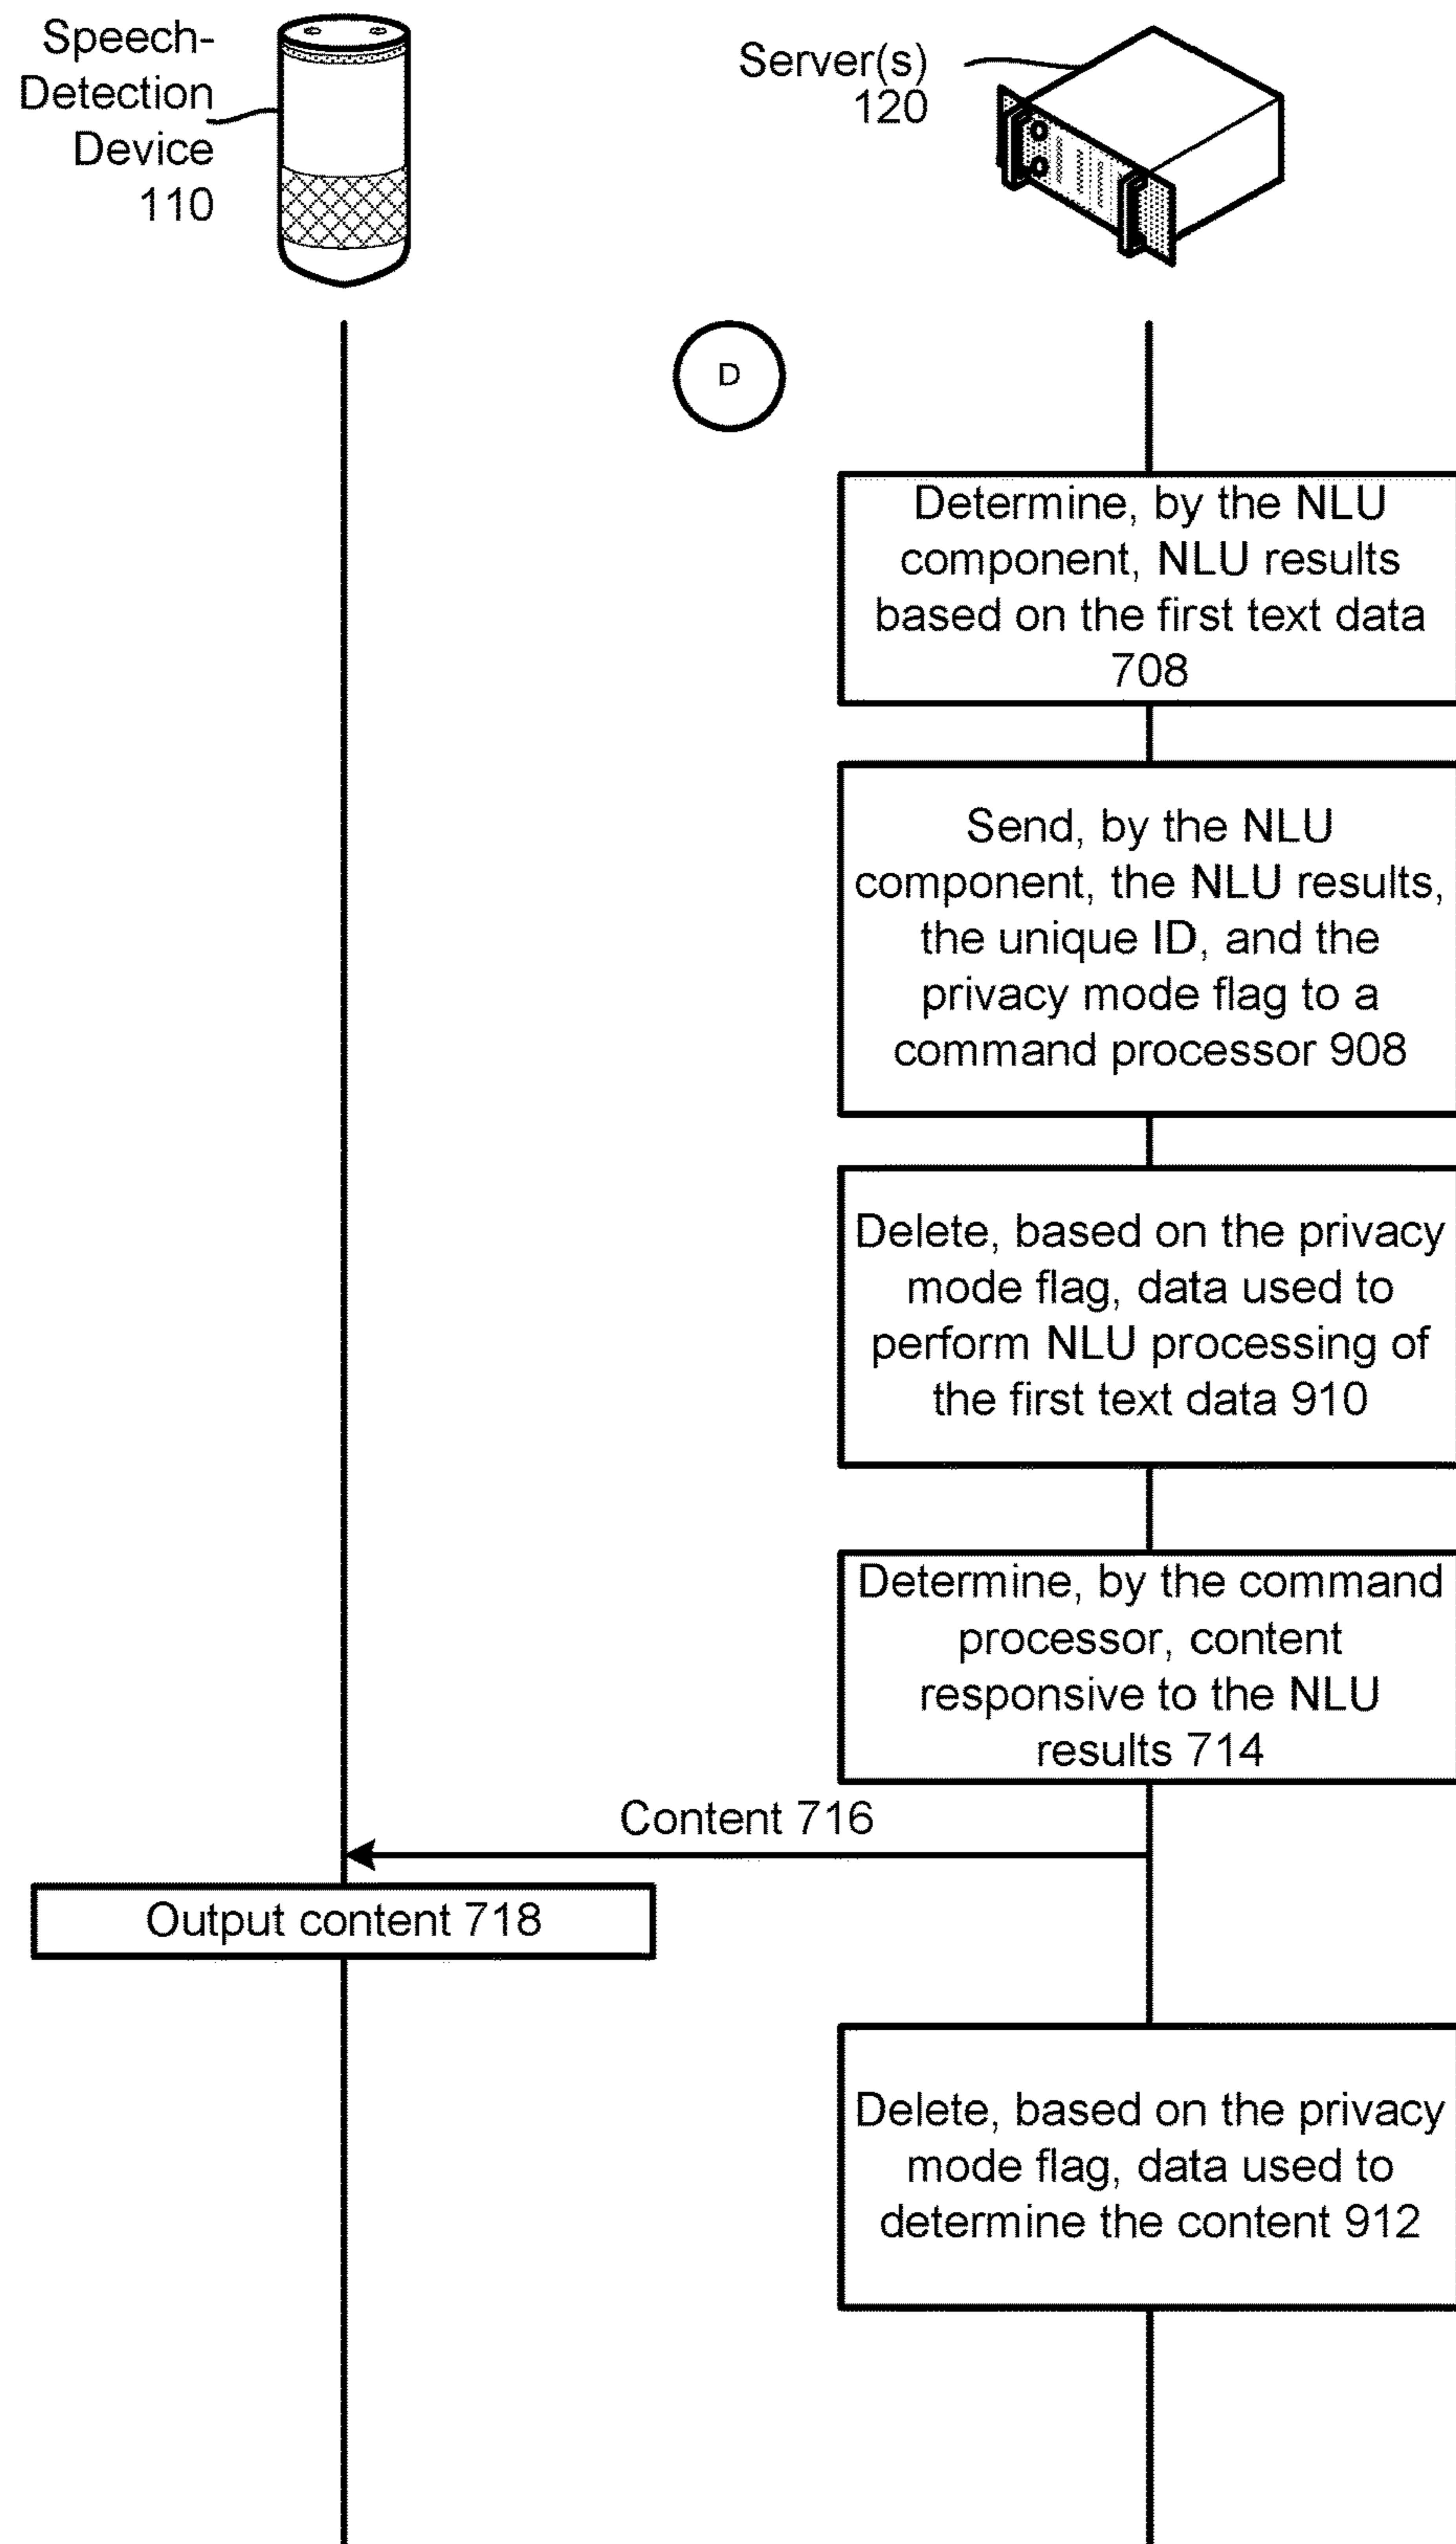 Speech-
Detection
Device
110
Server(s)
120
D
Determine, by the NLU
component, NLU results
based on the first text data
708
Send, by the NLU
component, the NLU results,
the unique ID, and the
privacy mode flag to a
command processor 908
Delete, based on the privacy
mode flag, data used to
perform NLU processing of
the first text data 910
Determine, by the command
processor, content
responsive to the NLU
results 714
Content 716
Output content 718
Delete, based on the privacy
mode flag, data used to
determine the content 912